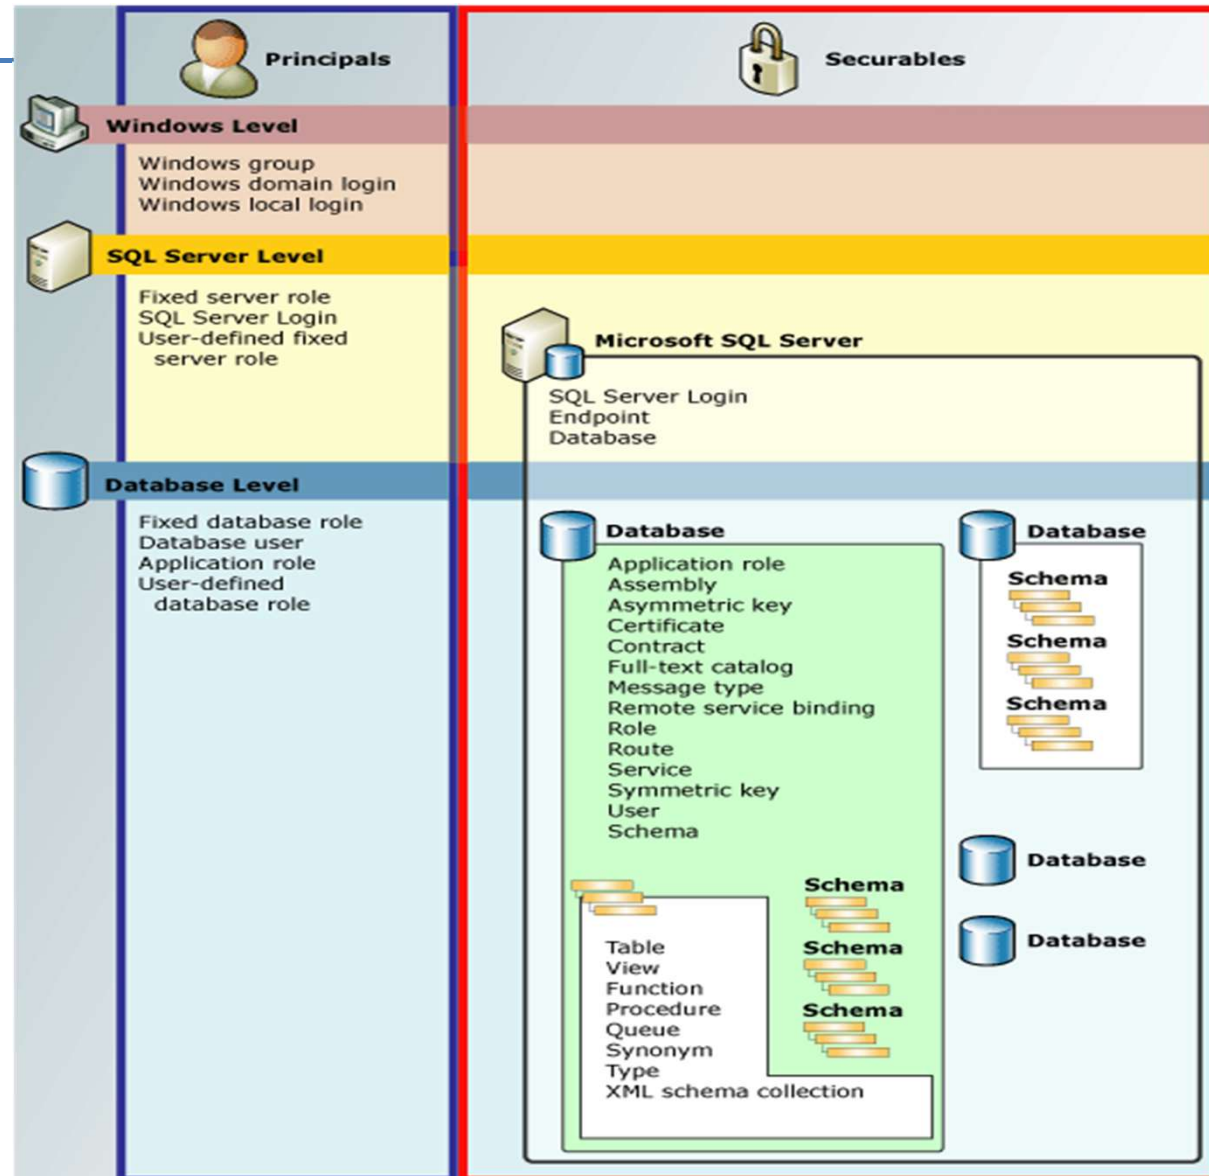 Principals
Securables
Windows Level
Windows group
Windows domain login
Windows local login
SQL Server Level
Fixed server role
SQL Server Login
User-defined fixed
server role
Microsoft SQL Server
SQL Server Login
Endpoint
Database
Database Level
Fixed database role
Database user
Application role
User-defined
database role
Database
Application role
Assembly
Asymmetric key
Certificate
Contract
Full-text catalog
Message type
Remote service binding
Role
Route
Service
Symmetric key
User
Schema
Table
View
Function
Procedure
Queue
Synonym
Type
XML schema collection
Schema
Schema
Schema
Database
Schema
Schema
Schema
Database
Database